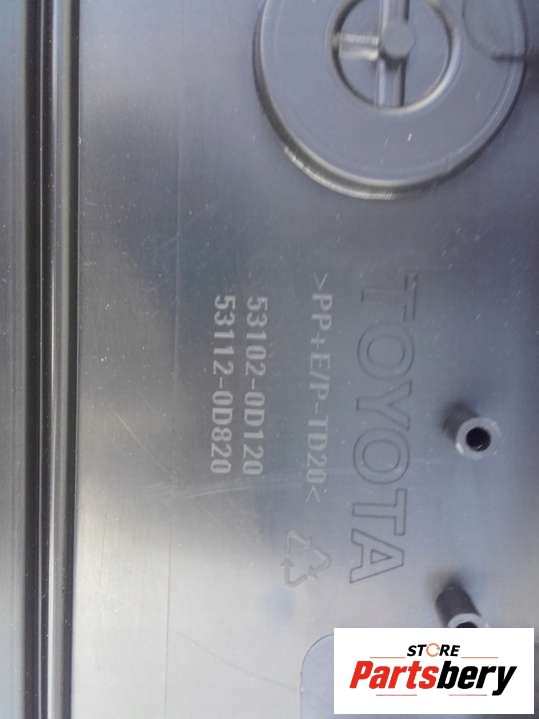 TOYOTA
>PP+E/P-TD20<
53102-0D120
53112-0D820
STORE
Partsbery